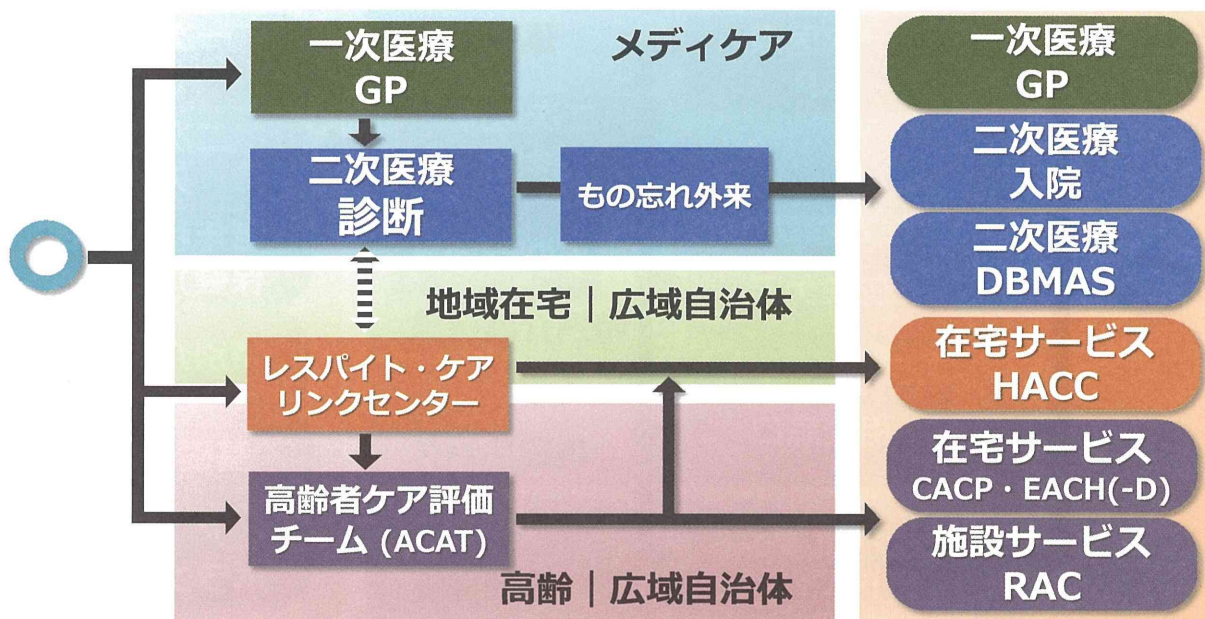 一次医療
GP
メディケア
二次医療
診断
もの忘れ外来
地域在宅｜広域自治体
レスパイト・ケア
リンクセンター
高齢者ケア評価
チーム (ACAT)
高齢｜広域自治体
一次医療
GP
二次医療
入院
二次医療
DBMAS
在宅サービス
HACC
在宅サービス
CACP・EACH(-D)
施設サービス
RAC